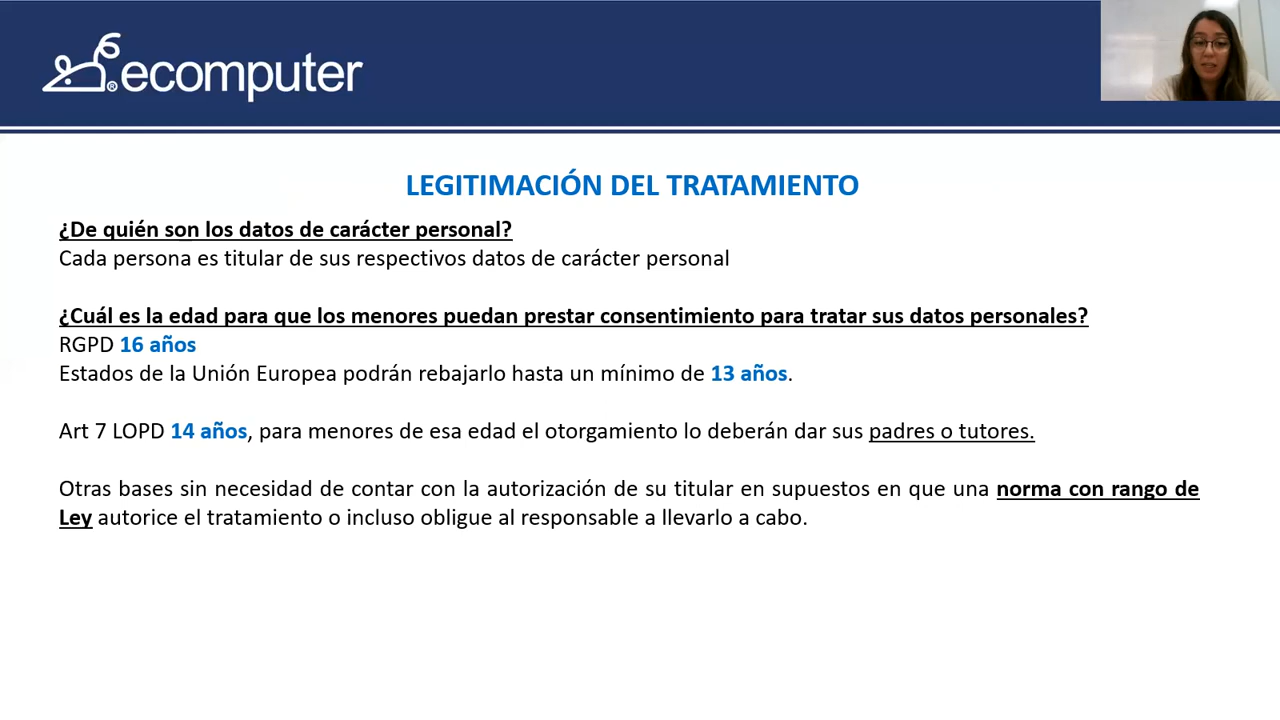 ®ecomputer
LEGITIMACIÓN DEL TRATAMIENTO
¿De quién son los datos de carácter personal?
Cada persona es titular de sus respectivos datos de carácter personal
¿Cuál es la edad para que los menores puedan prestar consentimiento para tratar sus datos personales?
RGPD 16 años
Estados de la Unión Europea podrán rebajarlo hasta un mínimo de 13 años.
Art 7 LOPD 14 años, para menores de esa edad el otorgamiento lo deberán dar sus padres o tutores.
Otras bases sin necesidad de contar con la autorización de su titular en supuestos en que una norma con rango de
Ley autorice el tratamiento o incluso obligue al responsable a llevarlo a cabo.